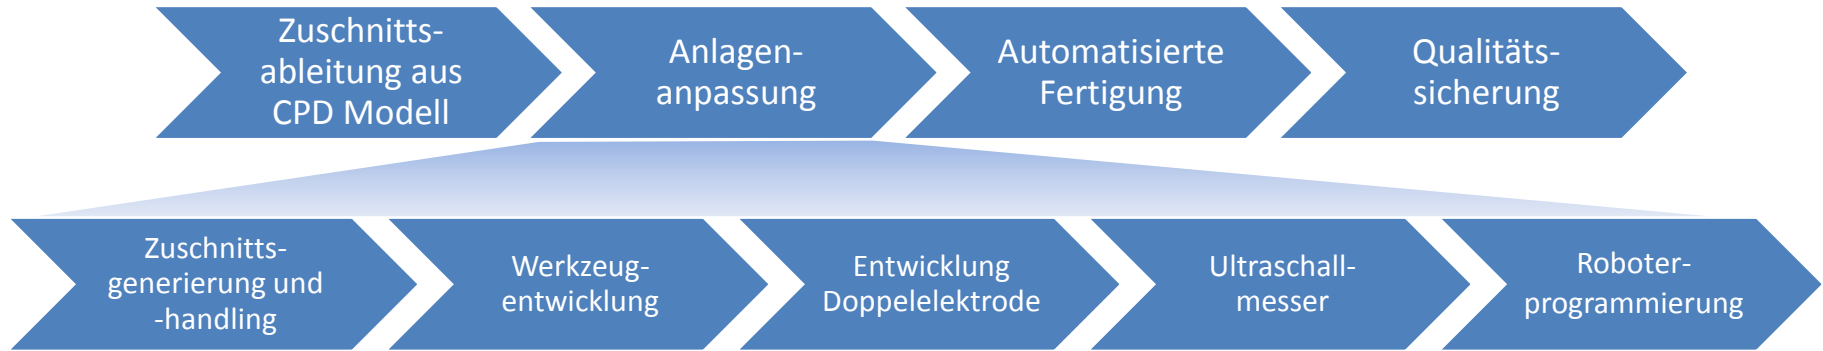 Zuschnitts-
ableitung aus
CPD Modell
Anlagen-
anpassung
Automatisierte
Fertigung
Qualitäts-
sicherung
Zuschnitts-
generierung und
-handling
Werkzeug-
entwicklung
Entwicklung
Doppelelektrode
Ultraschall-
messer
Roboter-
programmierung